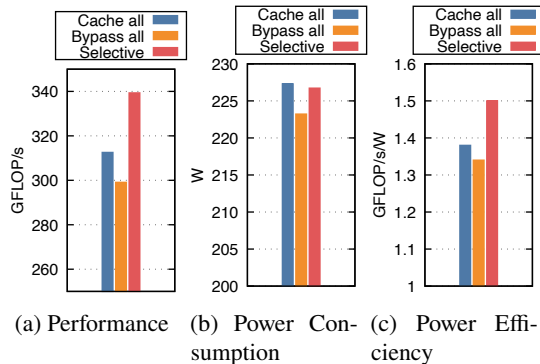 Cache all
Bypass all
Selective
GFLOP/s
340
320
300
280
260
(a) Performance
Cache all
Bypass all
Selective
W
230
225
220
215
210
205
200
(b) Power Con-
sumption
Cache all
Bypass all
Selective
GFLOP/s/W
1.6
1.5
1.4
1.3
1.2
1.1
1
(c) Power Effi-
ciency